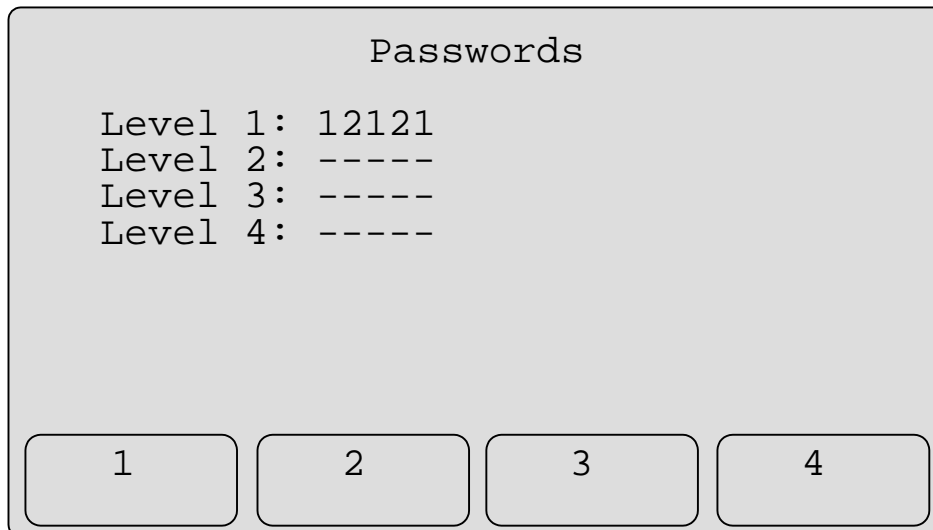 Passwords
Level 1: 12121
Level 2: -----
Level 3: -----
Level 4: -----
1 2 3 4